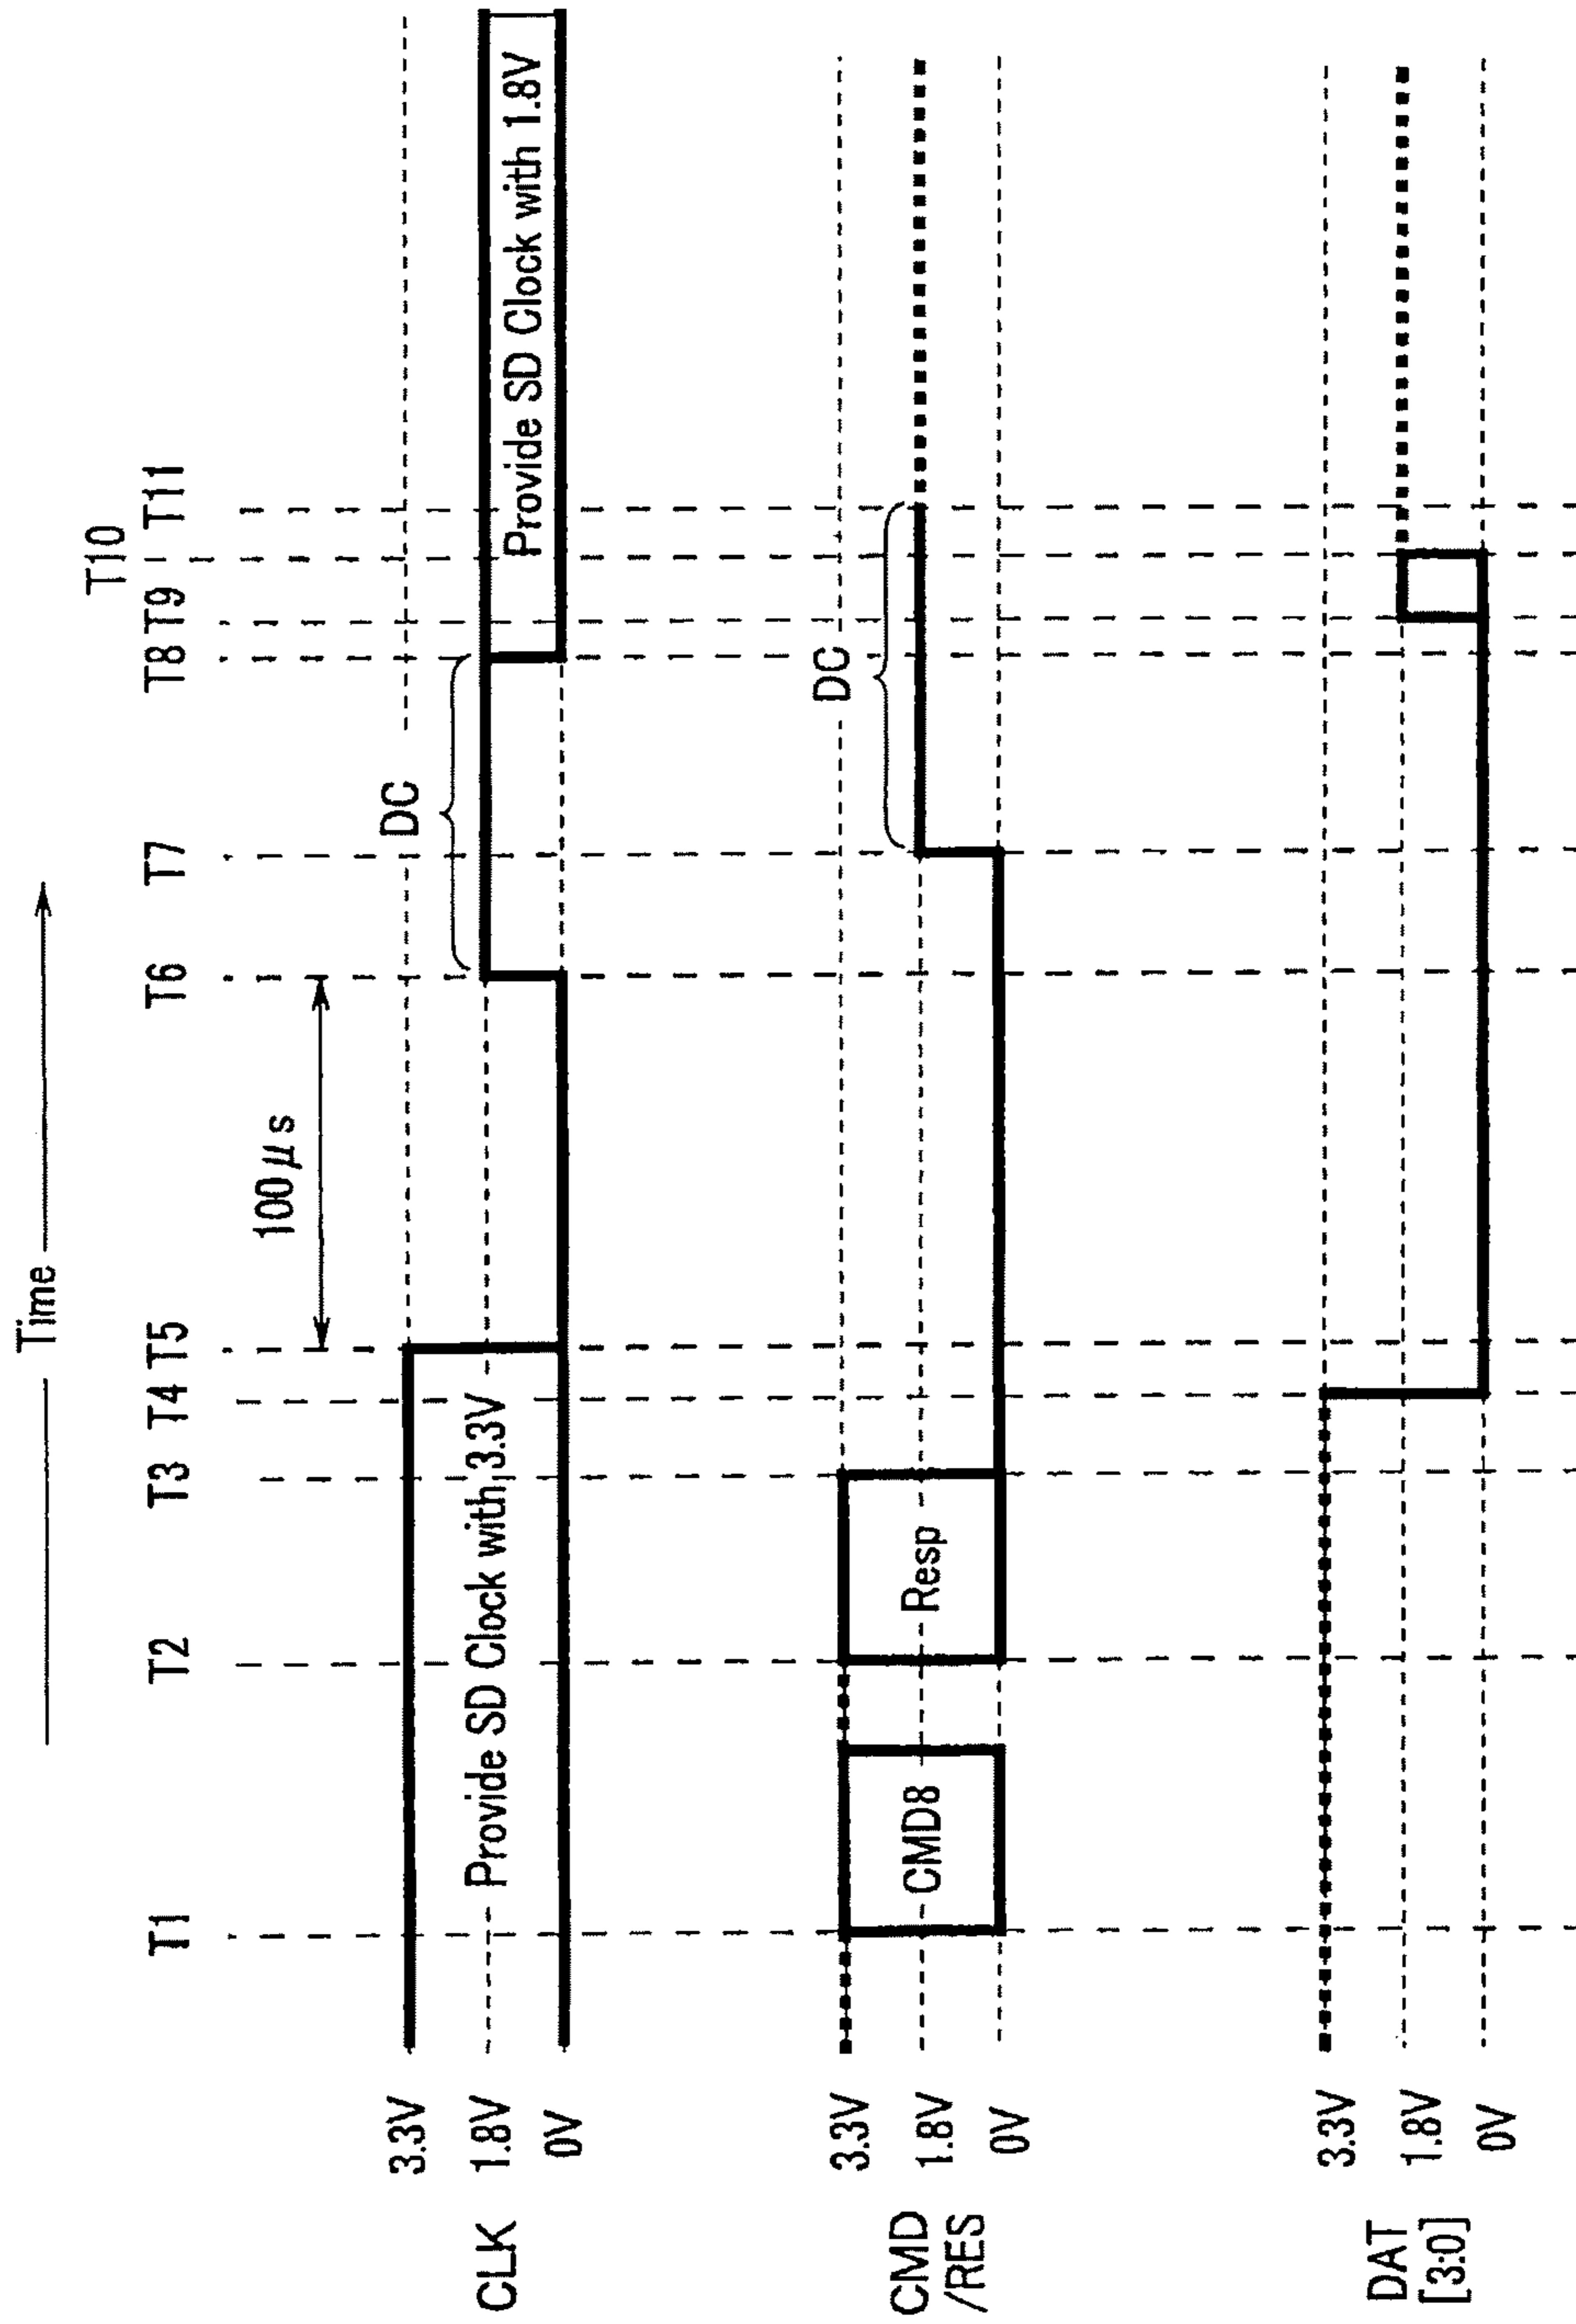 Time
T10
T1
T2
T3
T4
T5
T6
T7
T8
T9
T11
100μs
DC
CLK
3.3V
1.8V
0V
Provide SD Clock with 3.3V
Provide SD Clock with 1.8V
DC
CMD
/RES
3.3V
1.8V
0V
CMD8
Resp
DAT
[3:0]
3.3V
1.8V
0V